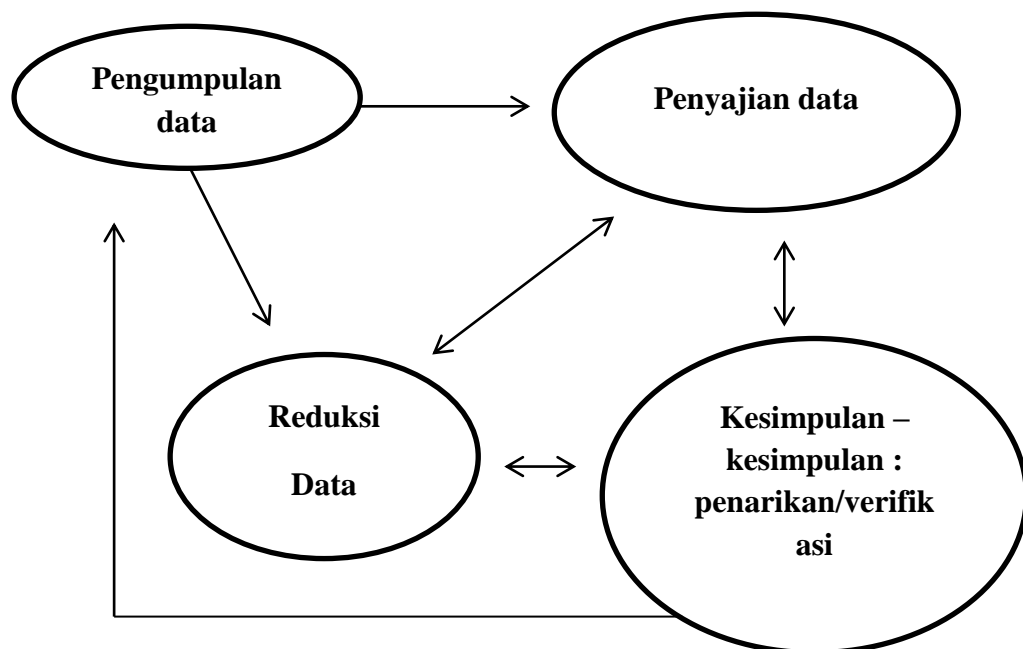 Pengumpulan
data
Penyajian data
Reduksi
Data
Kesimpulan –
kesimpulan :
penarikan/verifik
asi